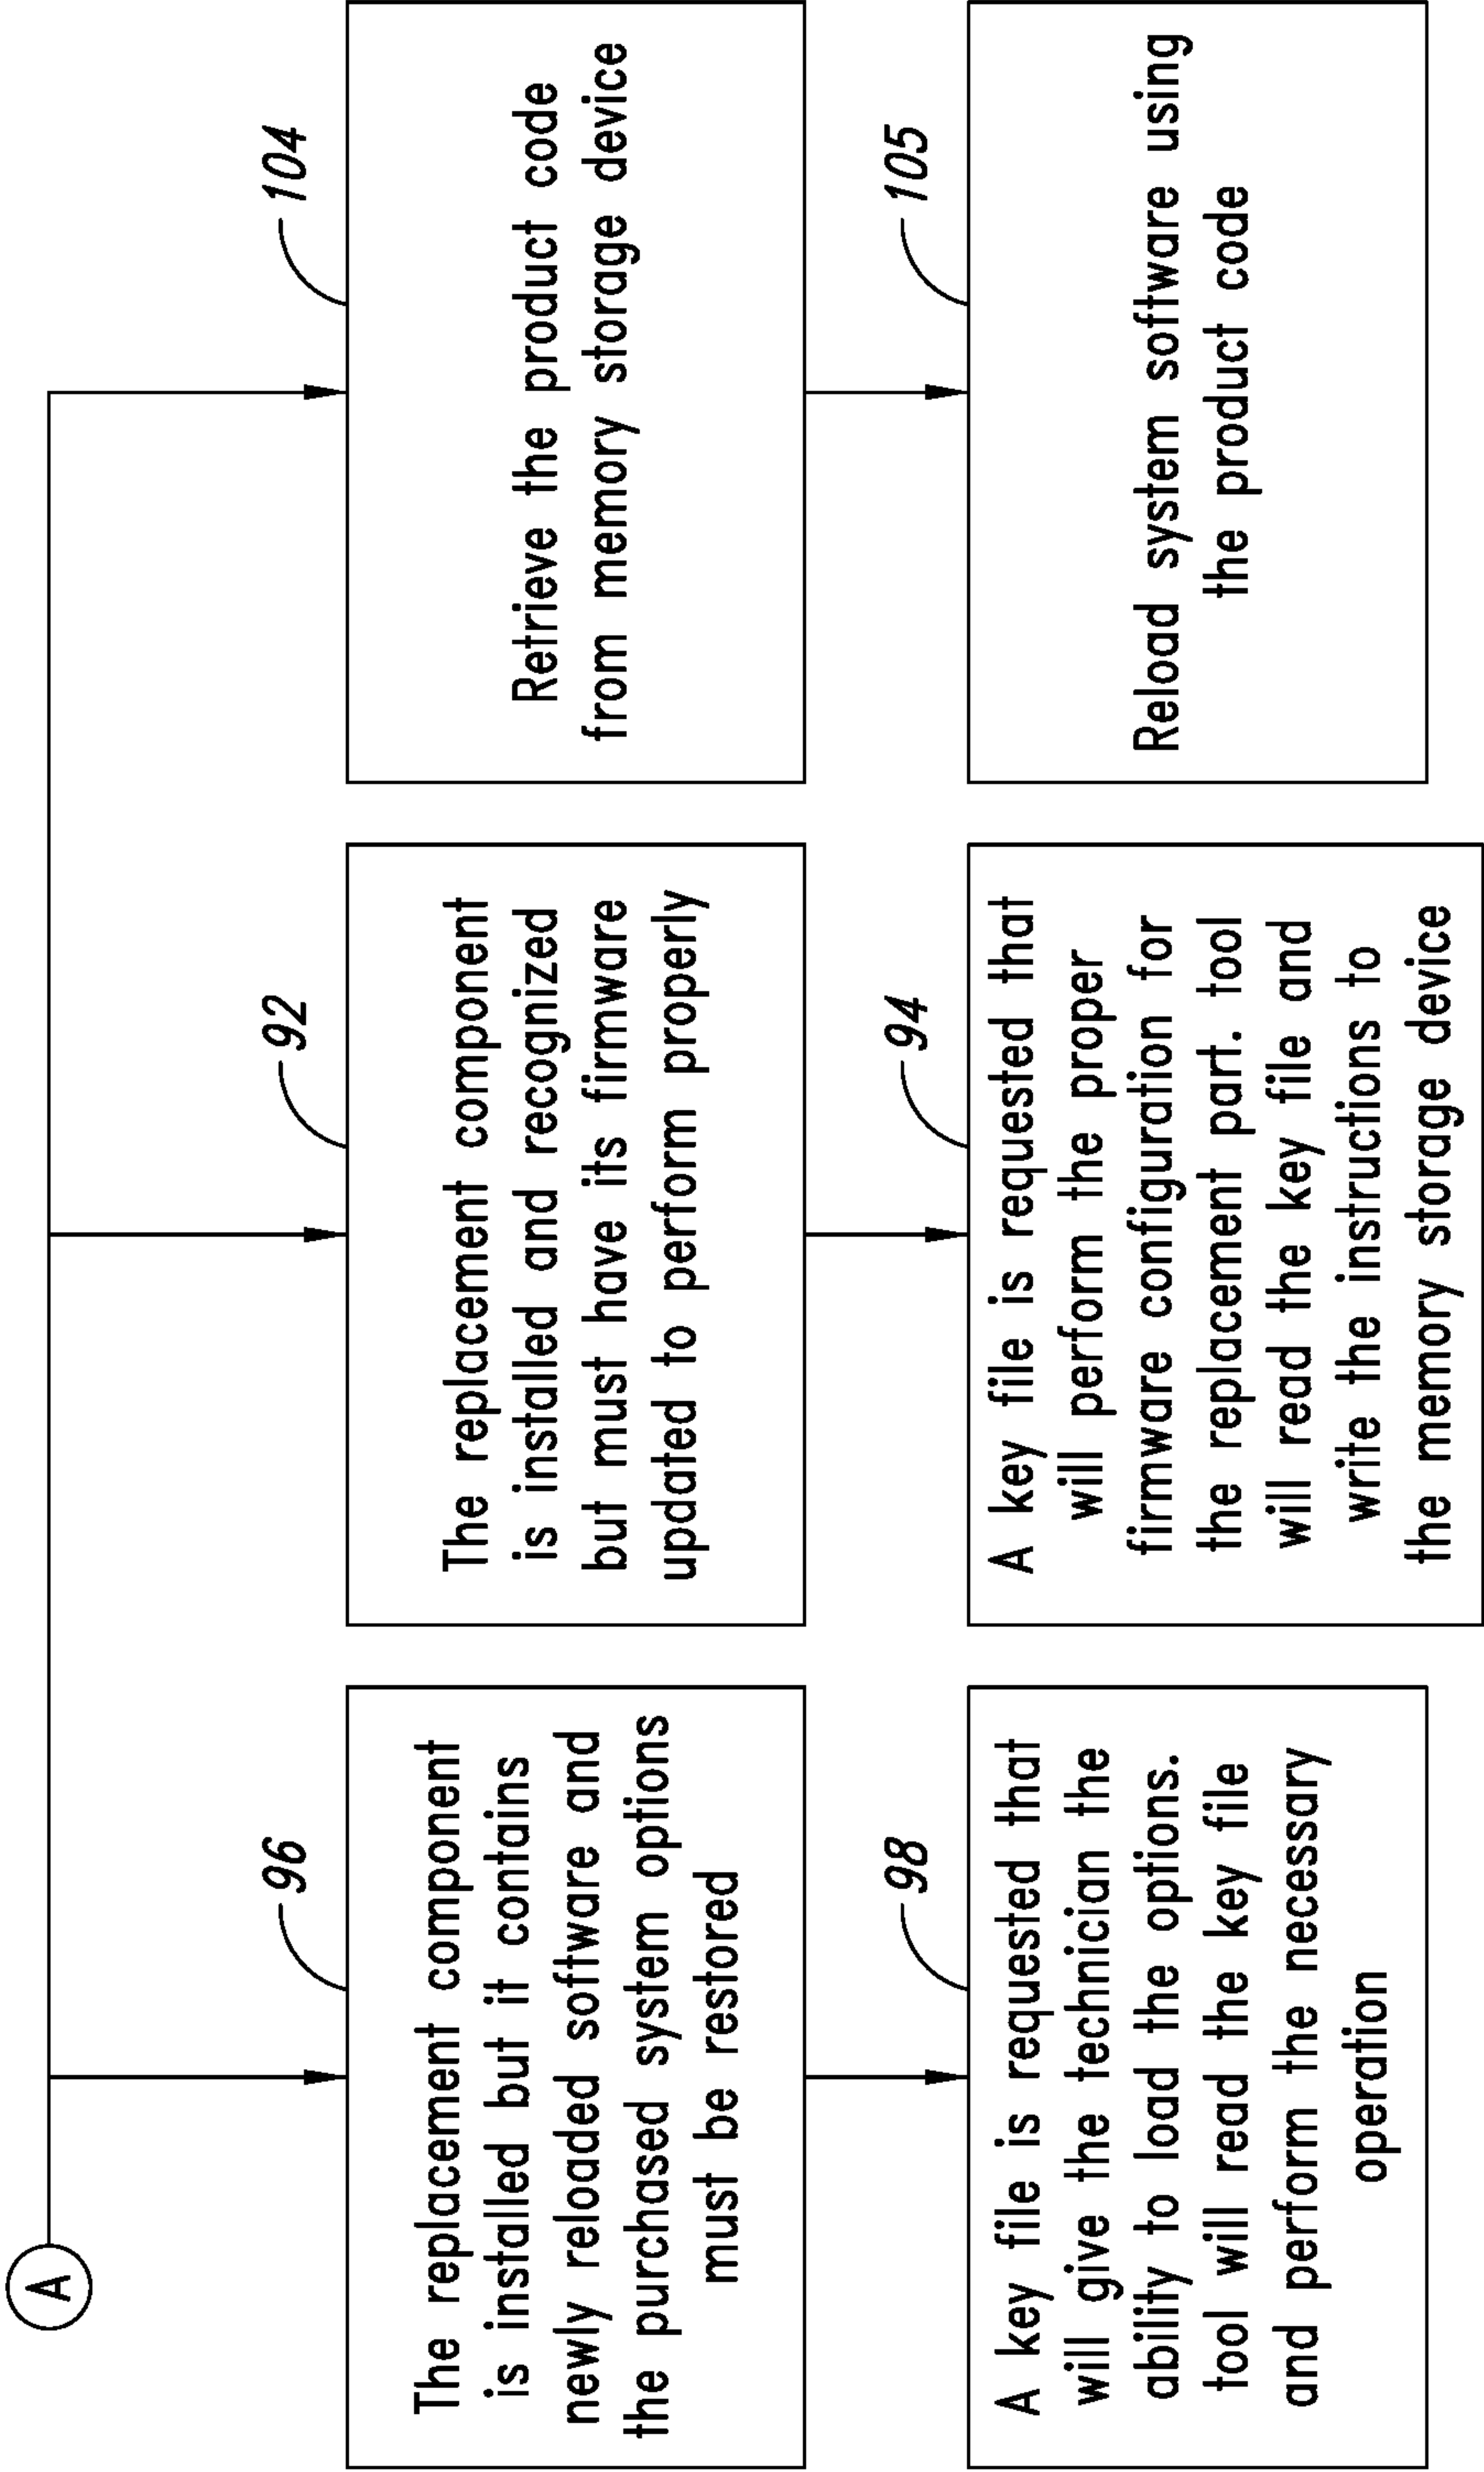 A
96
The replacement component
is installed but it contains
newly reloaded software and
the purchased system options
must be restored
92
The replacement component
is installed and recognized
but must have its firmware
updated to perform properly
104
Retrieve the product code
from memory storage device
98
A key file is requested that
will give the technician the
ability to load the options.
tool will read the key file
and perform the necessary
operation
94
A key file is requested that
will perform the proper
firmware configuration for
the replacement part. tool
will read the key file and
write the instructions to
the memory storage device
105
Reload system software using
the product code